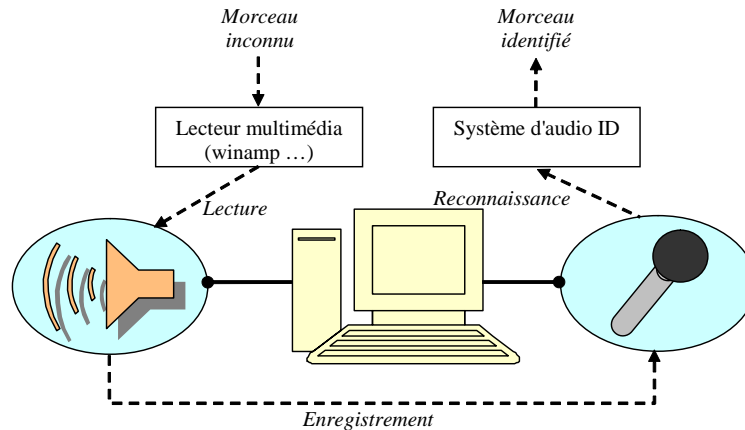 Morceau
inconnu
Morceau
identifié
Lecteur multimédia
(winamp ...)
Système d'audio ID
Lecture
Reconnaissance
Enregistrement